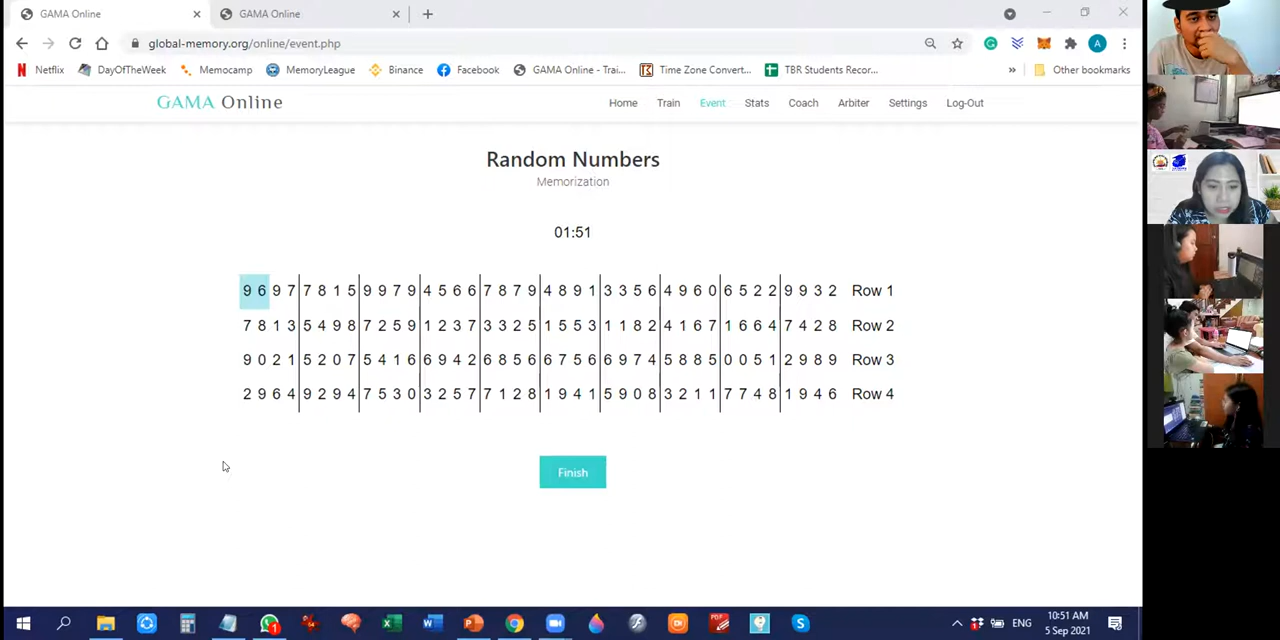 GAMA Online
GAMA Online
global-memory.org/online/event.php
A
Netflix DayOfTheWeek Memocamp MemoryLeague Binance Facebook GAMA Online - Trai... Time Zone Convert... TBR Students Recor... » Other bookmarks
GAMA Online
Home Train Event Stats Coach Arbiter Settings Log-Out
Random Numbers
Memorization
01:51
9 6 9 7 7 8 1 5 9 9 7 9 4 5 6 6 7 8 7 9 4 8 9 1 3 3 5 6 4 9 6 0 6 5 2 2 9 9 3 2 Row 1
7 8 1 3 5 4 9 8 7 2 5 9 1 2 3 7 3 3 2 5 1 5 5 3 1 1 8 2 4 1 6 7 1 6 6 4 7 4 2 8 Row 2
9 0 2 1 5 2 0 7 5 4 1 6 6 9 4 2 6 8 5 6 6 7 5 6 6 9 7 4 5 8 8 5 0 0 5 1 2 9 8 9 Row 3
2 9 6 4 9 2 9 4 7 5 3 0 3 2 5 7 7 1 2 8 1 9 4 1 5 9 0 8 3 2 1 1 7 7 4 8 1 9 4 6 Row 4
Finish
ENG
10:51 AM
5 Sep 2021